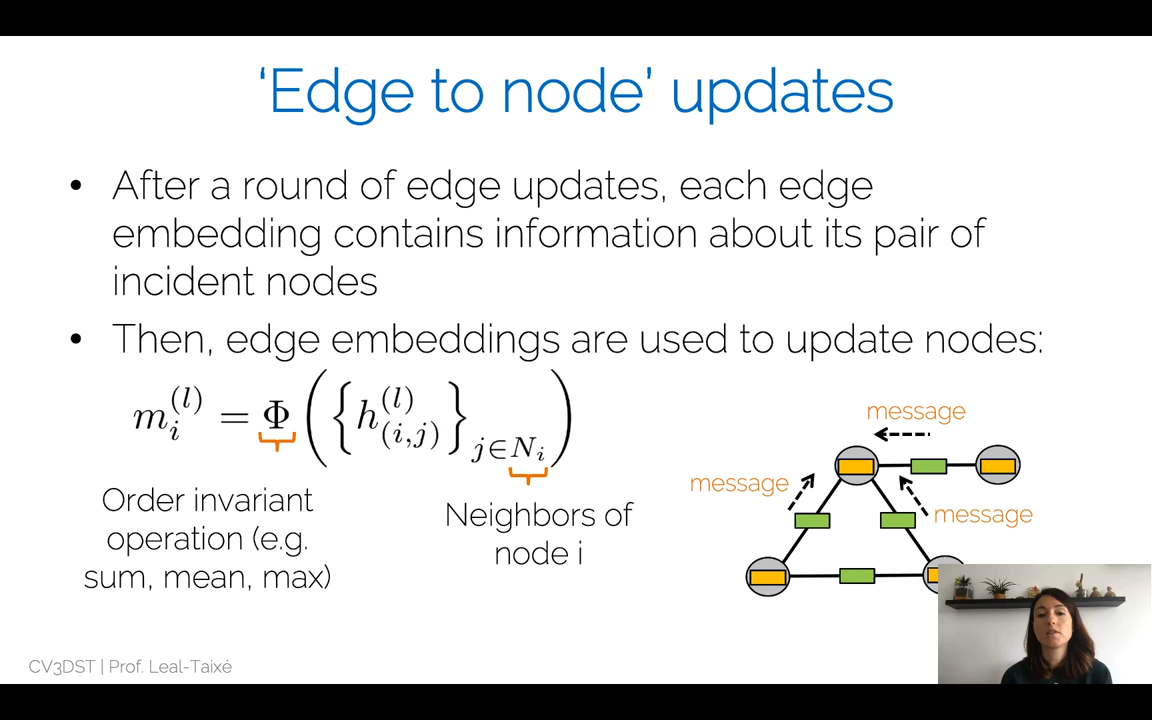 ‘Edge to node’ updates
• After a round of edge updates, each edge
embedding contains information about its pair of
incident nodes
• Then, edge embeddings are used to update nodes:
m_i^{(l)} = Φ ( { h_{(i,j)}^{(l)} }_{j∈N_i} )
Order invariant
operation (e.g.
sum, mean, max)
Neighbors of
node i
message
message
message
CV3DST | Prof. Leal-Taixé